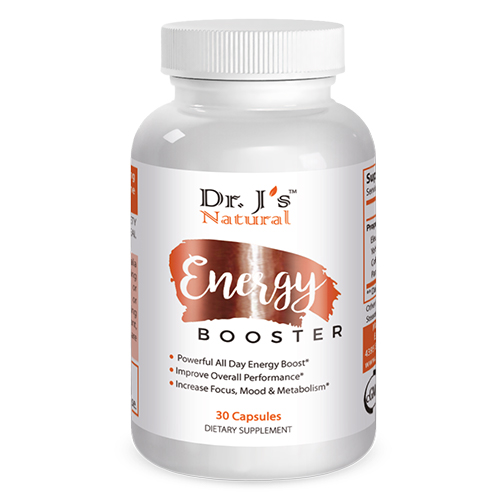 Dr. J's™
Natural
Energy
BOOSTER
• Powerful All Day Energy Boost*
• Improve Overall Performance*
• Increase Focus, Mood & Metabolism*
30 Capsules
DIETARY SUPPLEMENT